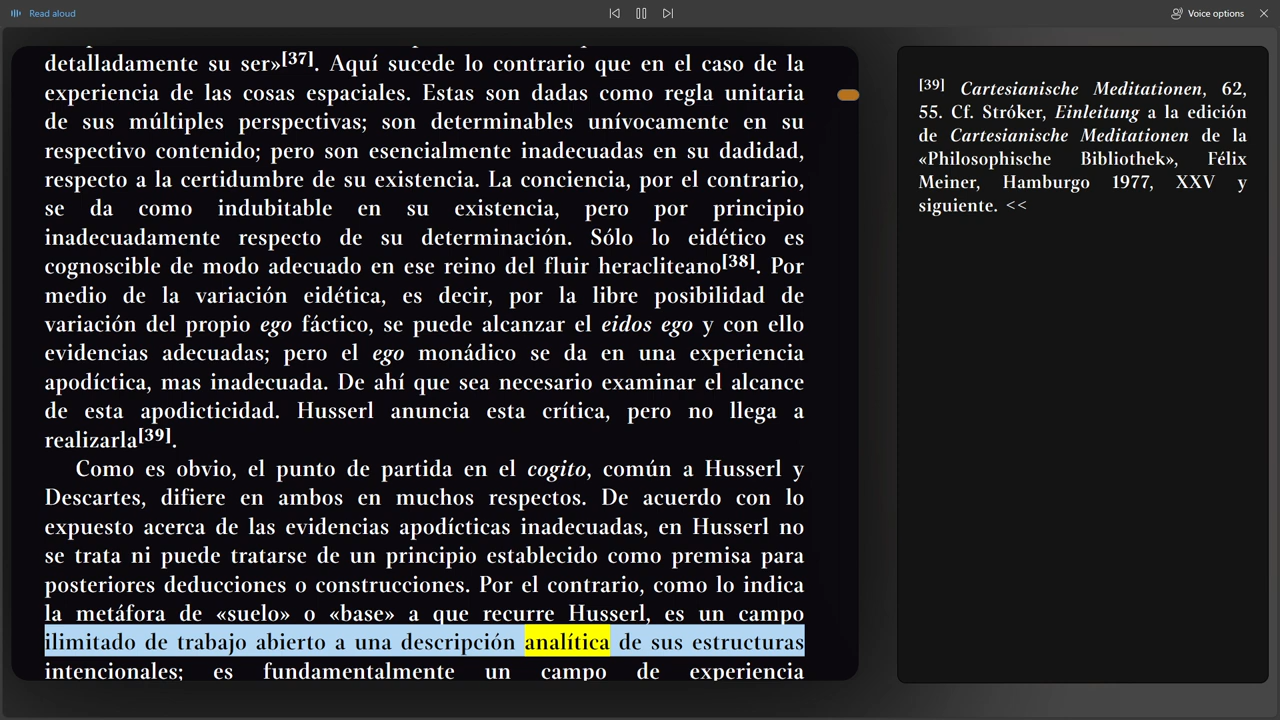 Read aloud
Voice options
detalladamente su ser»[37]. Aquí sucede lo contrario que en el caso de la
experiencia de las cosas espaciales. Estas son dadas como regla unitaria
de sus múltiples perspectivas; son determinables unívocamente en su
respectivo contenido; pero son esencialmente inadecuadas en su dadidad,
respecto a la certidumbre de su existencia. La conciencia, por el contrario,
se da como indubitable en su existencia, pero por principio
inadecuadamente respecto de su determinación. Sólo lo eidético es
cognoscible de modo adecuado en ese reino del fluir heracliteano[38]. Por
medio de la variación eidética, es decir, por la libre posibilidad de
variación del propio ego fáctico, se puede alcanzar el eidos ego y con ello
evidencias adecuadas; pero el ego monádico se da en una experiencia
apodíctica, mas inadecuada. De ahí que sea necesario examinar el alcance
de esta apodicticidad. Husserl anuncia esta crítica, pero no llega a
realizarla[39].
Como es obvio, el punto de partida en el cogito, común a Husserl y
Descartes, difiere en ambos en muchos respectos. De acuerdo con lo
expuesto acerca de las evidencias apodícticas inadecuadas, en Husserl no
se trata ni puede tratarse de un principio establecido como premisa para
posteriores deducciones o construcciones. Por el contrario, como lo indica
la metáfora de «suelo» o «base» a que recurre Husserl, es un campo
ilimitado de trabajo abierto a una descripción analítica de sus estructuras
intencionales; es fundamentalmente un campo de experiencia
[39] Cartesianische Meditationen, 62,
55. Cf. Stróker, Einleitung a la edición
de Cartesianische Meditationen de la
«Philosophische Bibliothek», Félix
Meiner, Hamburgo 1977, XXV y
siguiente. <<